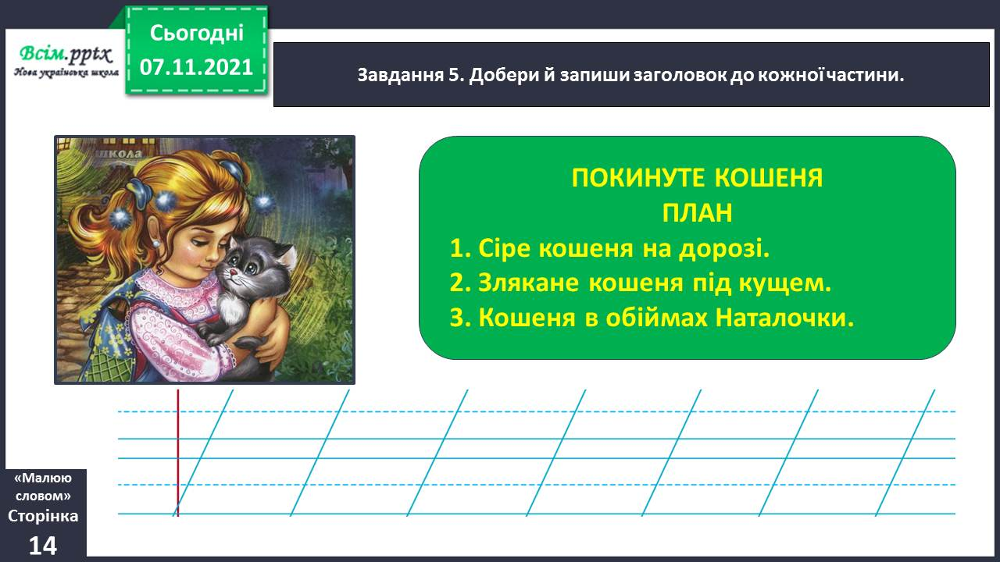 Сьогодні
07.11.2021
Всім.pptx
Нова українська школа
Завдання 5. Добери й запиши заголовок до кожної частини.
школа
ПОКИНУТЕ КОШЕНЯ
ПЛАН
1. Сіре кошеня на дорозі.
2. Злякане кошеня під кущем.
3. Кошеня в обіймах Наталочки.
«Малюю
словом»
Сторінка
14